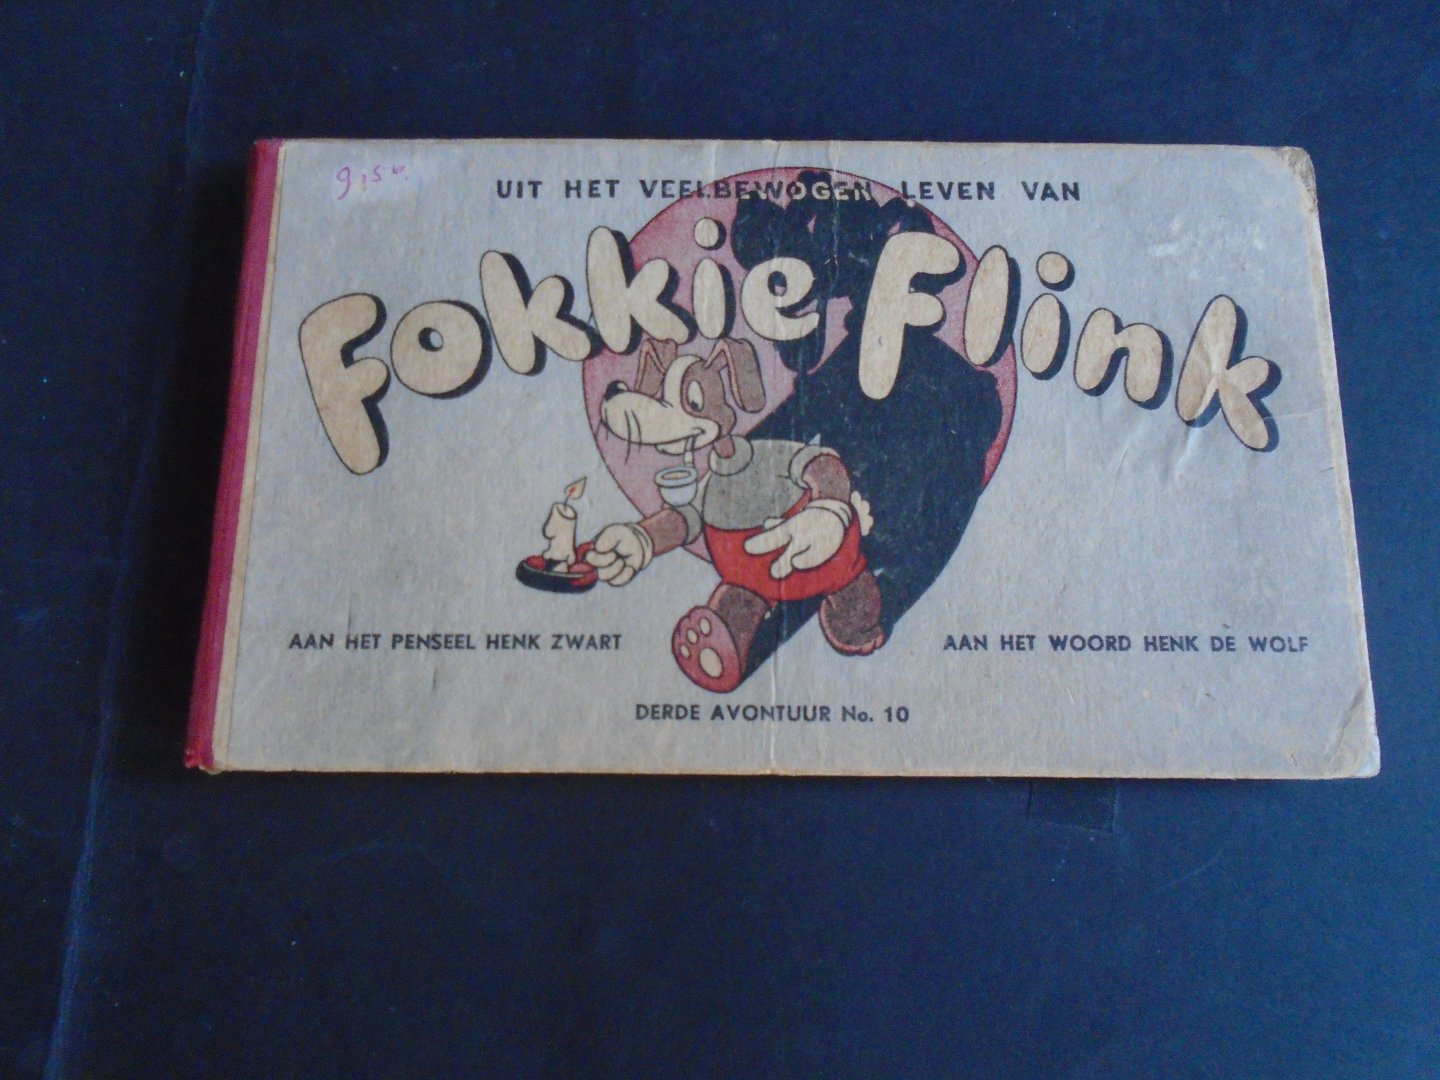 9,50
UIT HET VEELBEWOGEN LEVEN VAN
Fokkie Flink
AAN HET PENSEEL HENK ZWART
AAN HET WOORD HENK DE WOLF
DERDE AVONTUUR No. 10